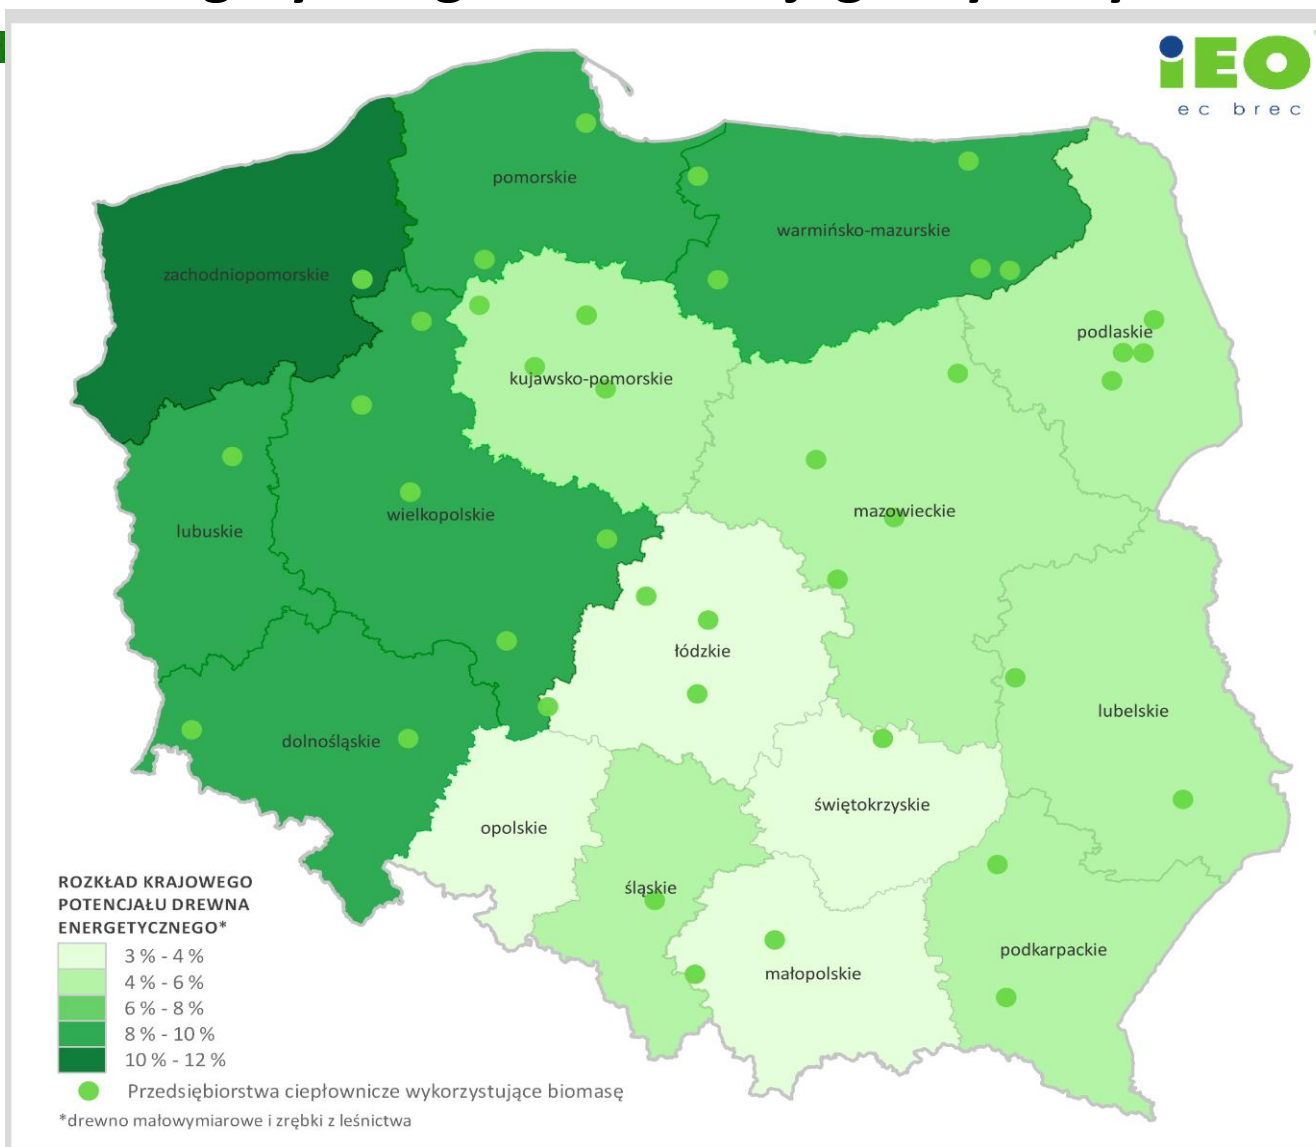 iEO
ec brec
pomorskie
warmińsko-mazurskie
zachodniopomorskie
podlaskie
kujawsko-pomorskie
mazowieckie
wielkopolskie
lubuskie
łódzkie
lubelskie
dolnośląskie
świętokrzyskie
opolskie
śląskie
podkarpackie
małopolskie
ROZKŁAD KRAJOWEGO
POTENCJAŁU DREWNA
ENERGETYCZNEGO*
3 % - 4 %
4 % - 6 %
6 % - 8 %
8 % - 10 %
10 % - 12 %
Przedsiębiorstwa ciepłownicze wykorzystujące biomasę
*drewno małowymiarowe i zrębki z leśnictwa